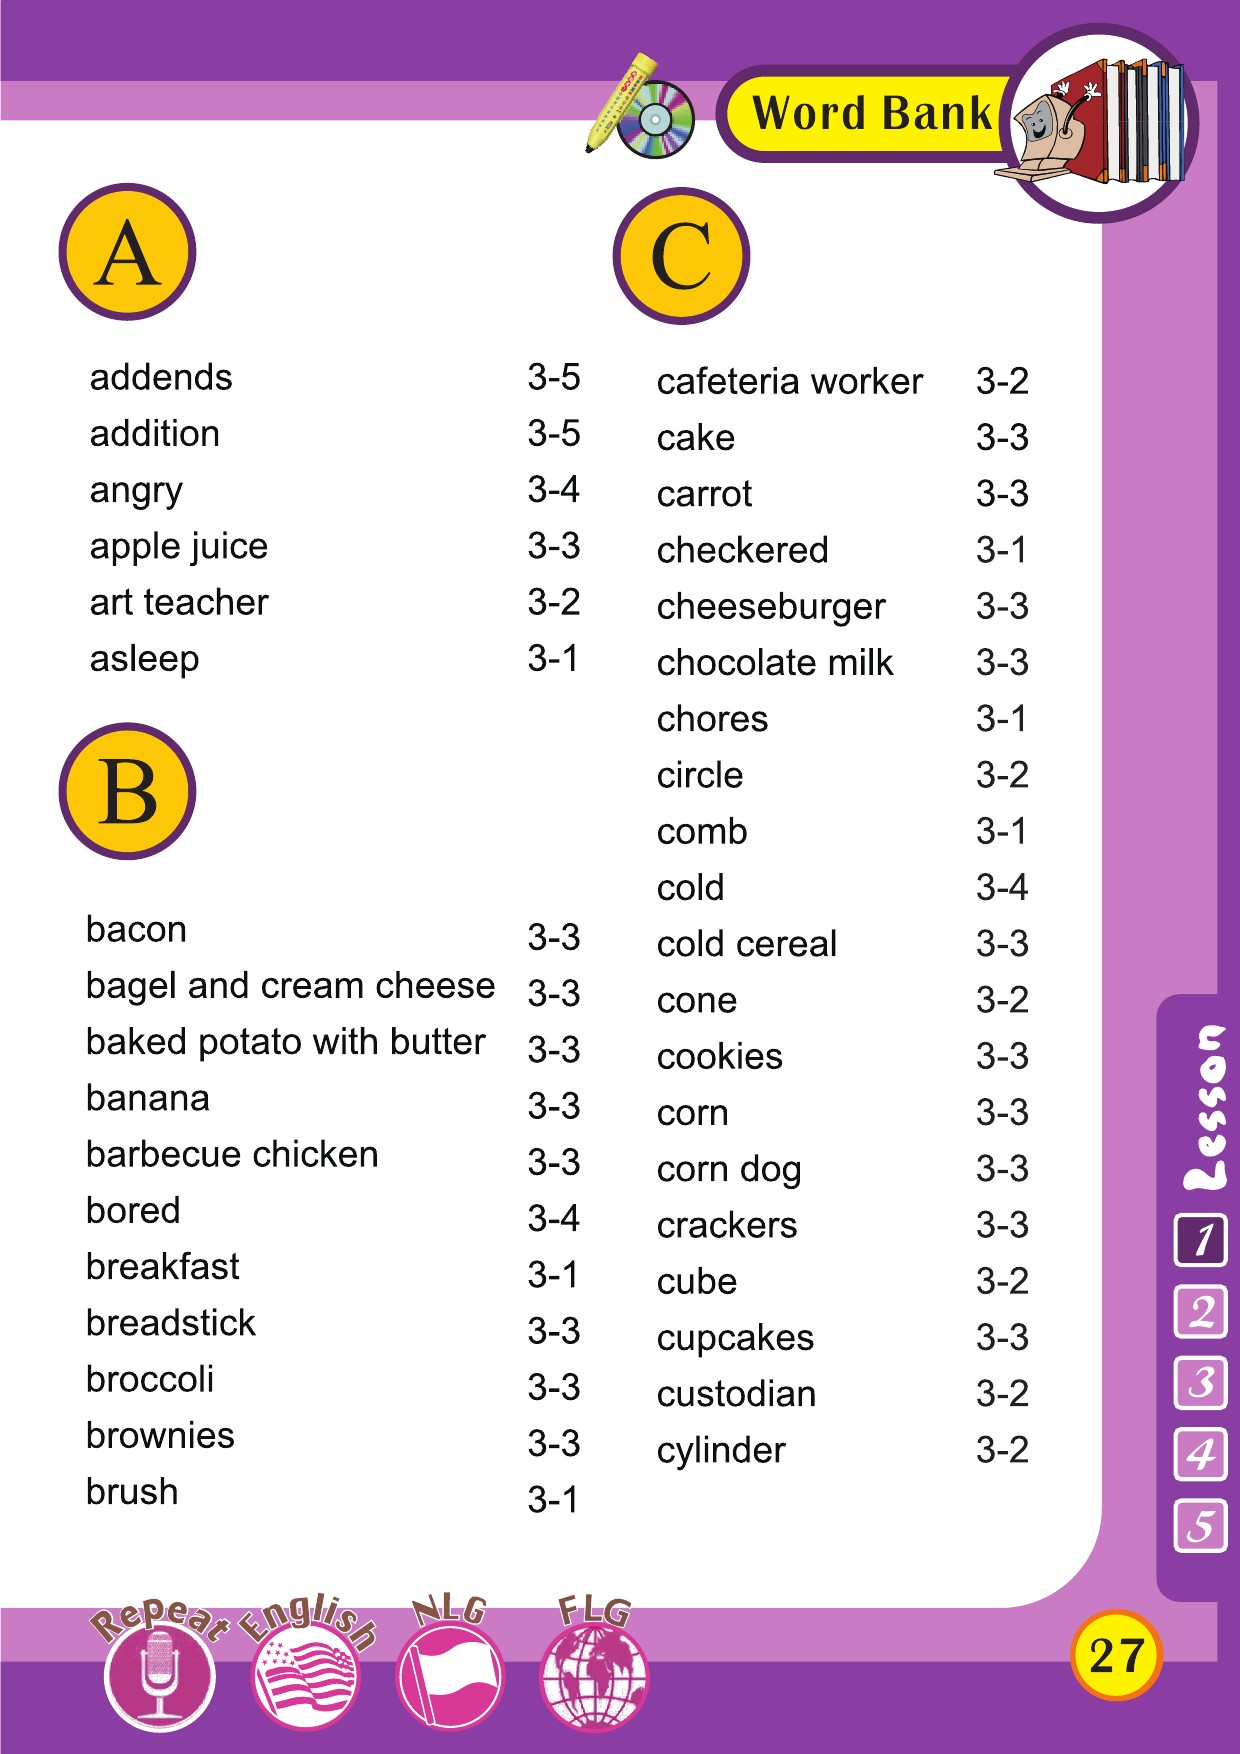 Word Bank
A
addends 3-5
addition 3-5
angry 3-4
apple juice 3-3
art teacher 3-2
asleep 3-1
B
bacon 3-3
bagel and cream cheese 3-3
baked potato with butter 3-3
banana 3-3
barbecue chicken 3-3
bored 3-4
breakfast 3-1
breadstick 3-3
broccoli 3-3
brownies 3-3
brush 3-1
C
cafeteria worker 3-2
cake 3-3
carrot 3-3
checkered 3-1
cheeseburger 3-3
chocolate milk 3-3
chores 3-1
circle 3-2
comb 3-1
cold 3-4
cold cereal 3-3
cone 3-2
cookies 3-3
corn 3-3
corn dog 3-3
crackers 3-3
cube 3-2
cupcakes 3-3
custodian 3-2
cylinder 3-2
Lesson
1
2
3
4
5
Repeat English NLG FLG
27